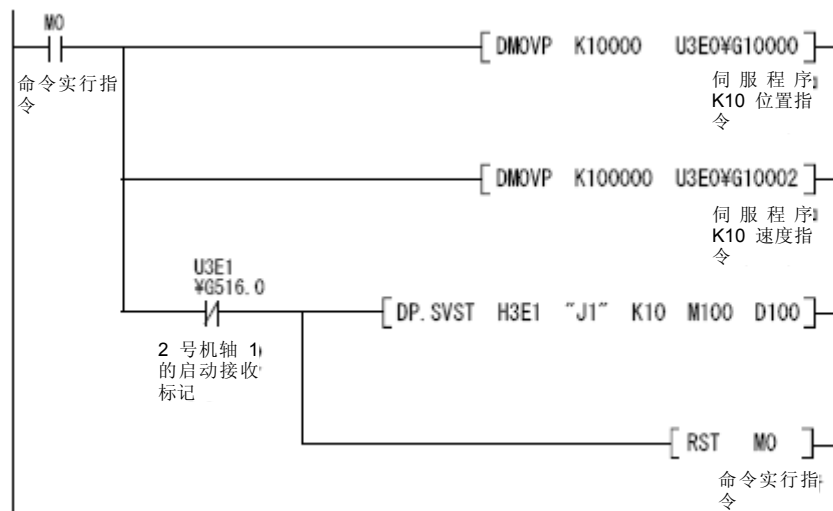 M0
命令实行指
令
DMOVP K10000 U3E0¥G10000
伺服程序
K10 位置指
令
DMOVP K100000 U3E0¥G10002
伺服程序
K10 速度指
令
U3E1
¥G516.0
2 号机轴 1
的启动接收
标记
DP.SVST H3E1 "J1" K10 M100 D100
RST M0
命令实行指
令